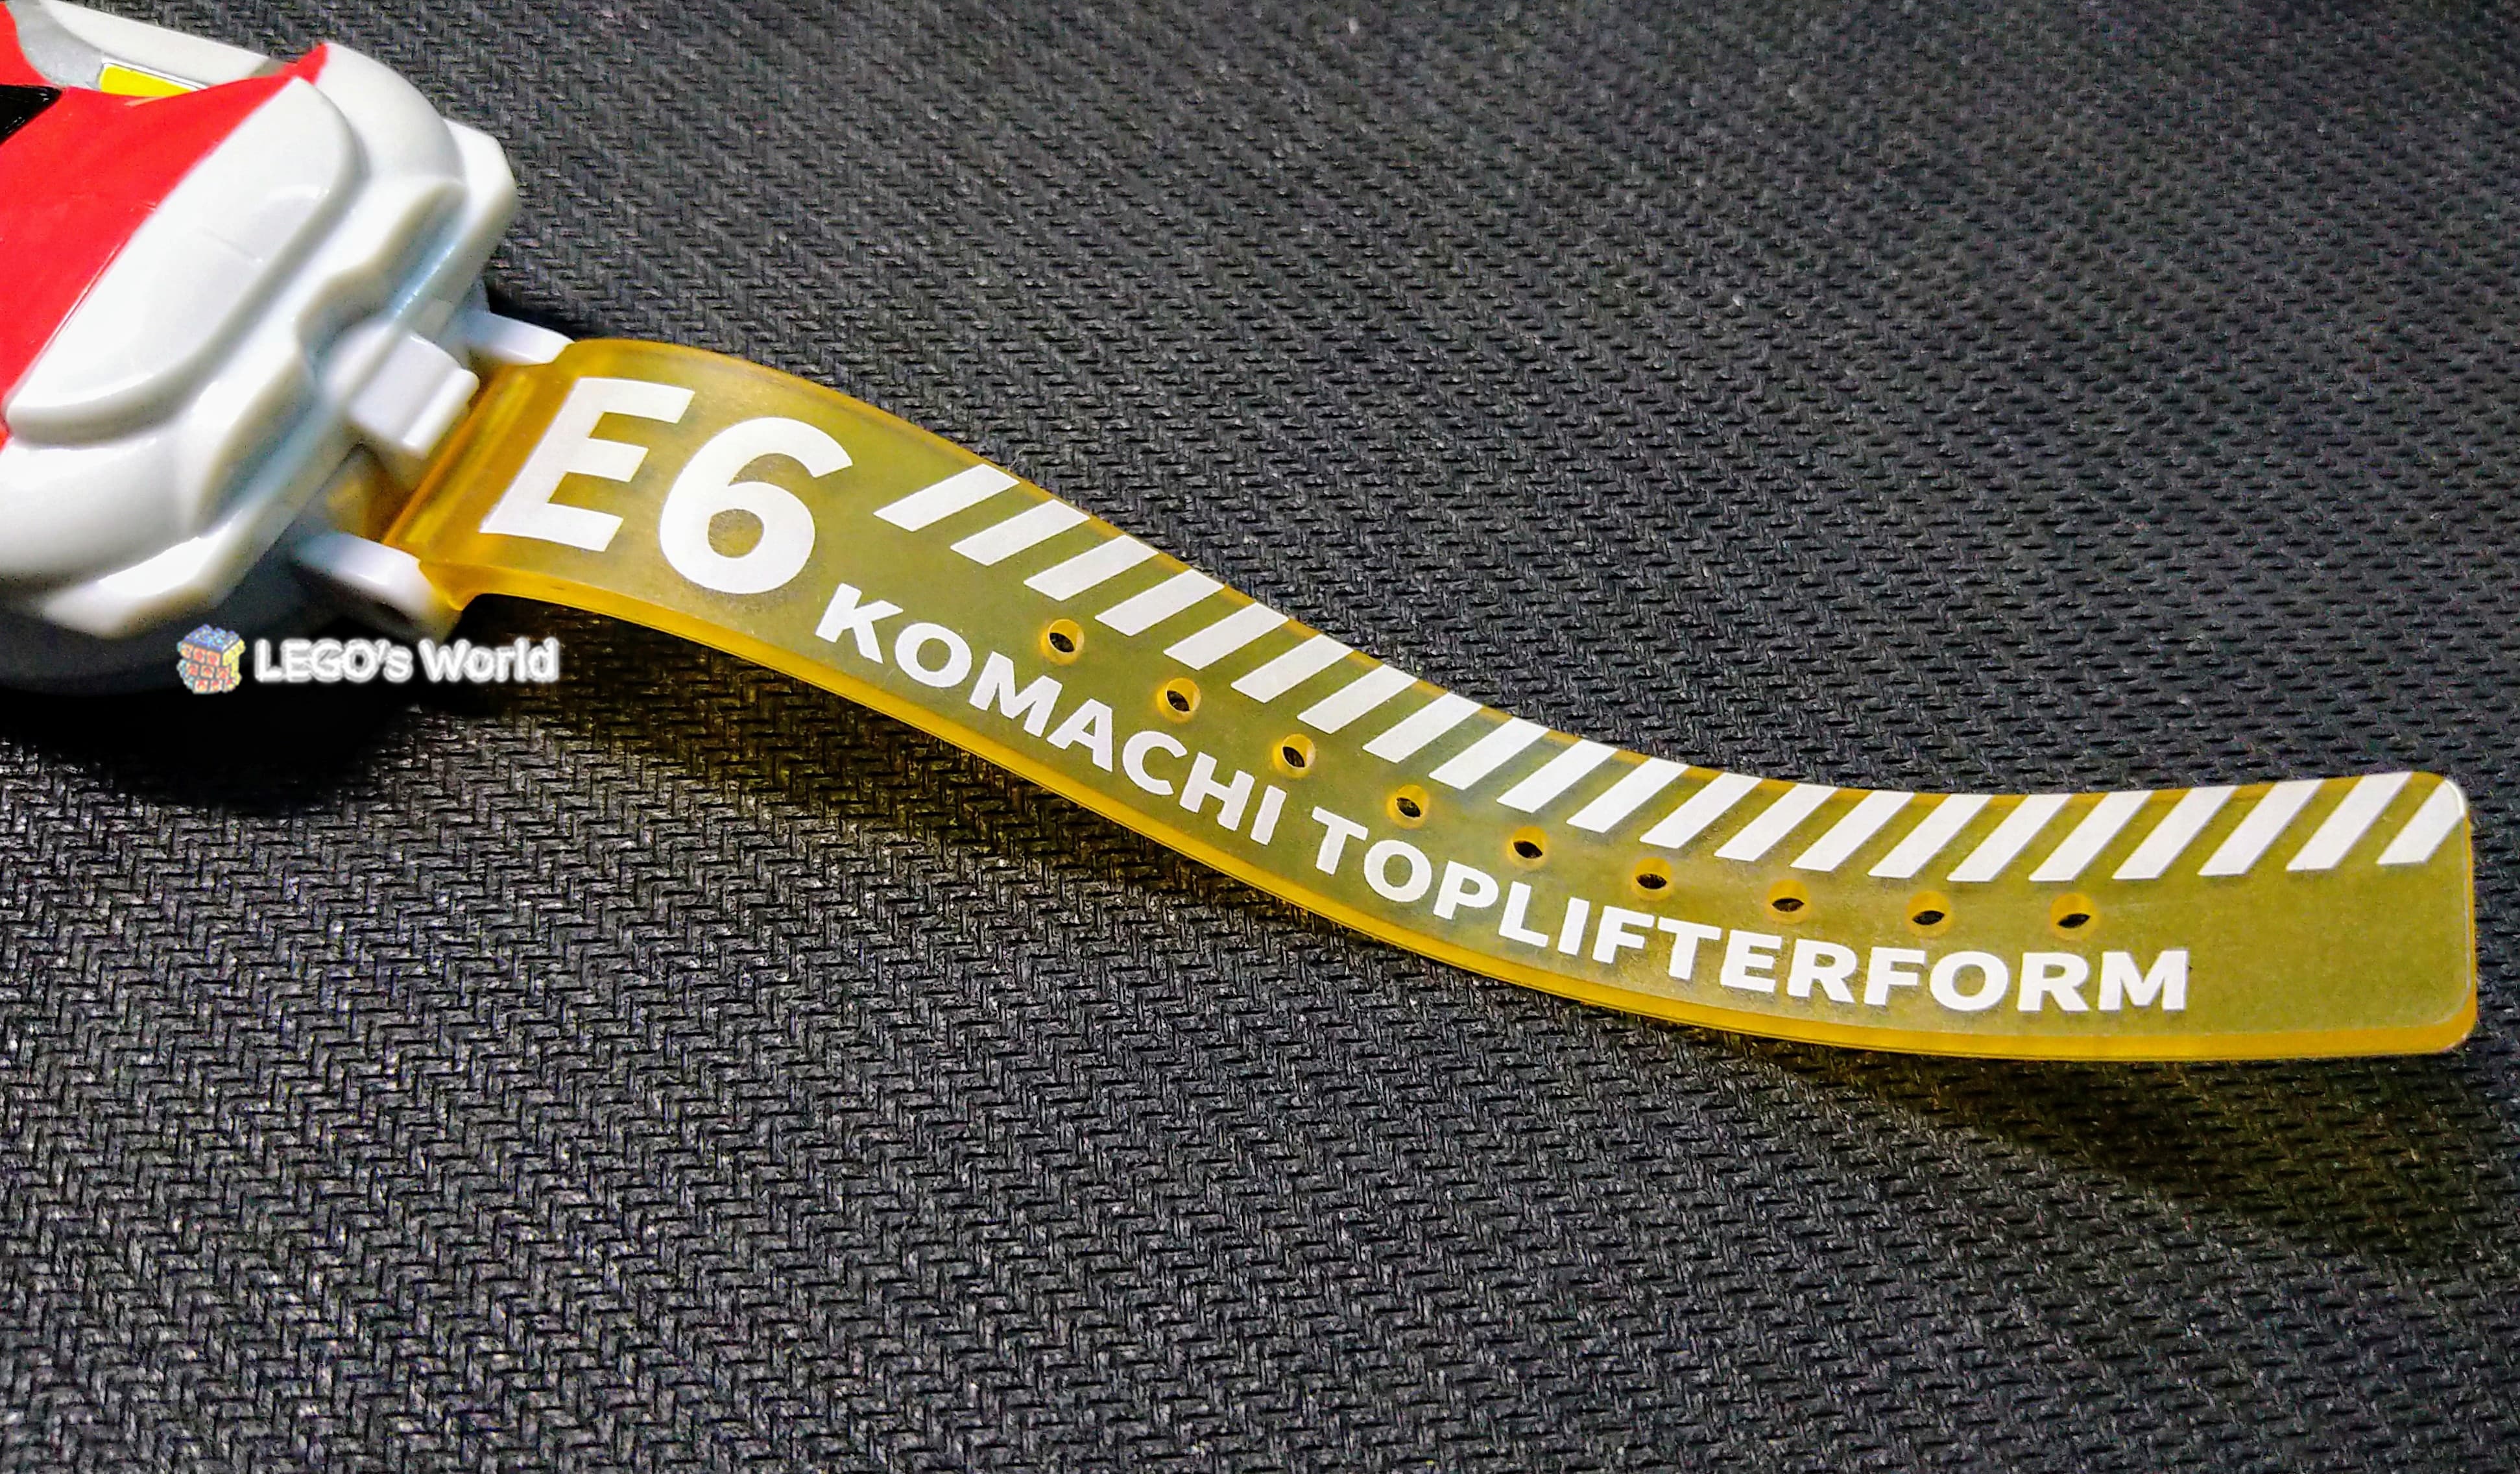 E6
KOMACHI TOPLIFTERFORM
LEGO's World